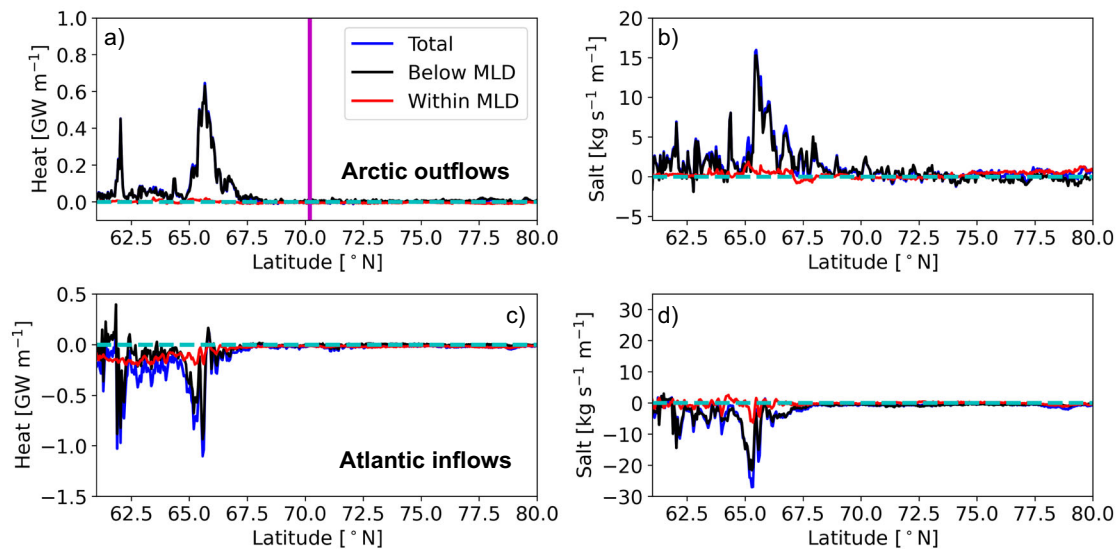 a)
Heat [GW m⁻¹]
1.0
0.8
0.6
0.4
0.2
0.0
62.5 65.0 67.5 70.0 72.5 75.0 77.5 80.0
Latitude [°N]
Total
Below MLD
Within MLD
Arctic outflows
b)
Salt [kg s⁻¹ m⁻¹]
20
15
10
5
0
−5
62.5 65.0 67.5 70.0 72.5 75.0 77.5 80.0
Latitude [°N]
c)
Heat [GW m⁻¹]
0.5
0.0
−0.5
−1.0
−1.5
62.5 65.0 67.5 70.0 72.5 75.0 77.5 80.0
Latitude [°N]
Atlantic inflows
d)
Salt [kg s⁻¹ m⁻¹]
30
20
10
0
−10
−20
−30
62.5 65.0 67.5 70.0 72.5 75.0 77.5 80.0
Latitude [°N]